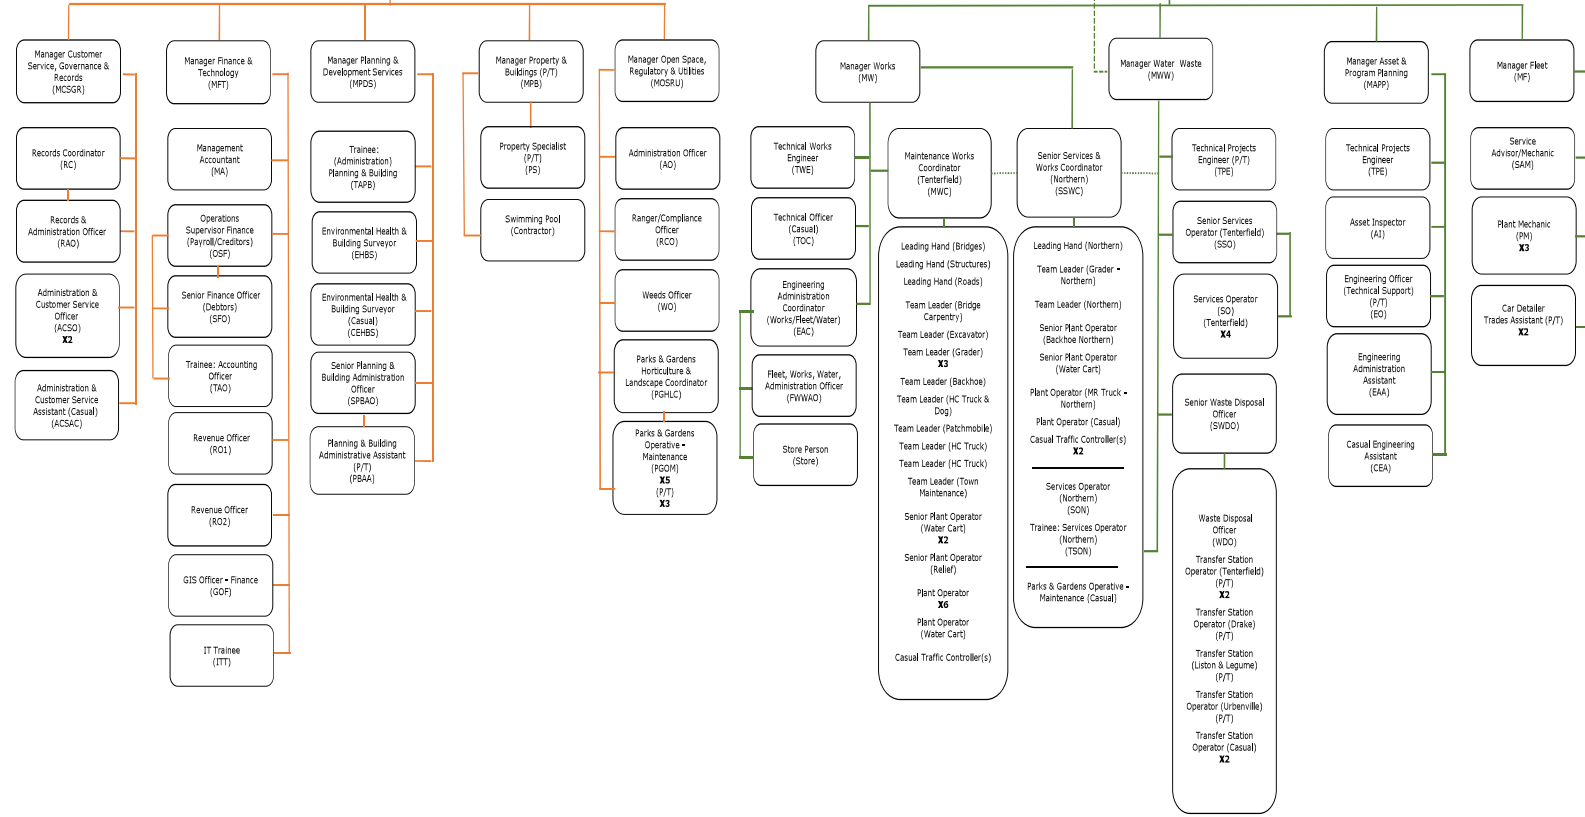 Manager Customer
Service, Governance &
Records
(MCSGR)
Records Coordinator
(RC)
Records &
Administration Officer
(RAO)
Administration &
Customer Service
Officer
(ACSO)
X2
Administration &
Customer Service
Assistant (Casual)
(ACSAC)
Manager Finance &
Technology
(MFT)
Management
Accountant
(MA)
Operations
Supervisor Finance
(Payroll/Creditors)
(OSF)
Senior Finance Officer
(Debtors)
(SFO)
Trainee: Accounting
Officer
(TAO)
Revenue Officer
(RO1)
Revenue Officer
(RO2)
GIS Officer - Finance
(GOF)
IT Trainee
(ITT)
Manager Planning &
Development Services
(MPDS)
Trainee:
(Administration)
Planning & Building
(TAPB)
Environmental Health &
Building Surveyor
(EHBS)
Environmental Health &
Building Surveyor
(Casual)
(CEHBS)
Senior Planning &
Building Administration
Officer
(SPBAO)
Planning & Building
Administrative Assistant
(P/T)
(PBAA)
Manager Property &
Buildings (P/T)
(MPB)
Property Specialist
(P/T)
(PS)
Swimming Pool
(Contractor)
Manager Open Space,
Regulatory & Utilities
(MOSRU)
Administration Officer
(AO)
Ranger/Compliance
Officer
(RCO)
Weeds Officer
(WO)
Parks & Gardens
Horticulture &
Landscape Coordinator
(PGHLC)
Parks & Gardens
Operative -
Maintenance
(PGOM)
X5
(P/T)
X3
Manager Works
(MW)
Technical Works
Engineer
(TWE)
Technical Officer
(Casual)
(TOC)
Engineering
Administration
Coordinator
(Works/Fleet/Water)
(EAC)
Fleet, Works, Water,
Administration Officer
(FWWAO)
Store Person
(Store)
Maintenance Works
Coordinator
(Tenterfield)
(MWC)
Leading Hand (Bridges)
Leading Hand (Structures)
Leading Hand (Roads)
Team Leader (Bridge
Carpentry)
Team Leader (Excavator)
Team Leader (Grader)
X3
Team Leader (Backhoe)
Team Leader (HC Truck &
Dog)
Team Leader (Patchmobile)
Team Leader (HC Truck)
Team Leader (HC Truck)
Team Leader (Town
Maintenance)
Senior Plant Operator
(Water Cart)
X2
Senior Plant Operator
(Relief)
Plant Operator
X6
Plant Operator
(Water Cart)
Casual Traffic Controller(s)
Senior Services &
Works Coordinator
(Northern)
(SSWC)
Leading Hand (Northern)
Team Leader (Grader -
Northern)
Team Leader (Northern)
Senior Plant Operator
(Backhoe Northern)
Senior Plant Operator
(Water Cart)
Plant Operator (MR Truck -
Northern)
Plant Operator (Casual)
Casual Traffic Controller(s)
X2
Services Operator
(Northern)
(SON)
Trainee: Services Operator
(Northern)
(TSON)
Parks & Gardens Operative -
Maintenance (Casual)
Manager Water Waste
(MWW)
Technical Projects
Engineer (P/T)
(TPE)
Senior Services
Operator (Tenterfield)
(SSO)
Services Operator
(SO)
(Tenterfield)
X4
Senior Waste Disposal
Officer
(SWDO)
Waste Disposal
Officer
(WDO)
Transfer Station
Operator (Tenterfield)
(P/T)
X2
Transfer Station
Operator (Drake)
(P/T)
Transfer Station
(Liston & Legume)
(P/T)
Transfer Station
Operator (Urbenville)
(P/T)
Transfer Station
Operator (Casual)
X2
Manager Asset &
Program Planning
(MAPP)
Technical Projects
Engineer
(TPE)
Asset Inspector
(AI)
Engineering Officer
(Technical Support)
(P/T)
(EO)
Engineering
Administration
Assistant
(EAA)
Casual Engineering
Assistant
(CEA)
Manager Fleet
(MF)
Service
Advisor/Mechanic
(SAM)
Plant Mechanic
(PM)
X3
Car Detailer
Trades Assistant (P/T)
X2